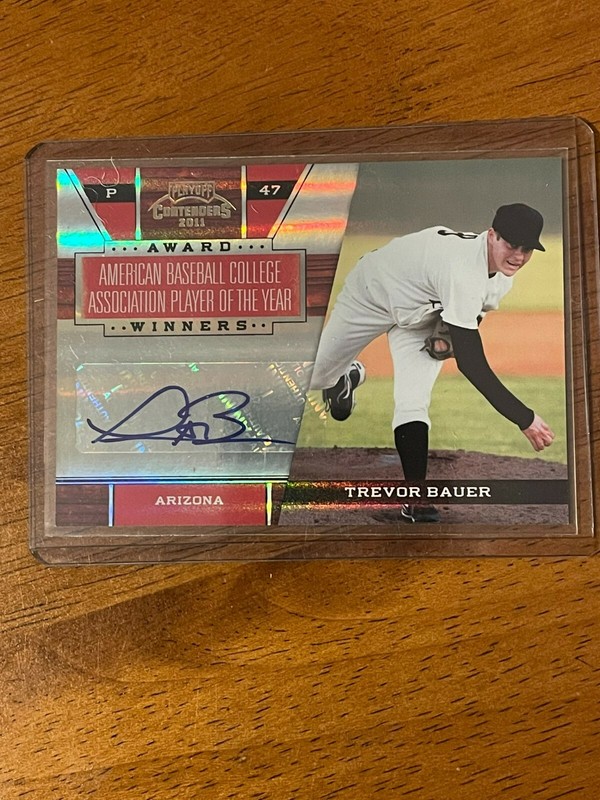 P
PLAYOFF
CONTENDERS
2011
47
AWARD
AMERICAN BASEBALL COLLEGE
ASSOCIATION PLAYER OF THE YEAR
WINNERS
ARIZONA
TREVOR BAUER